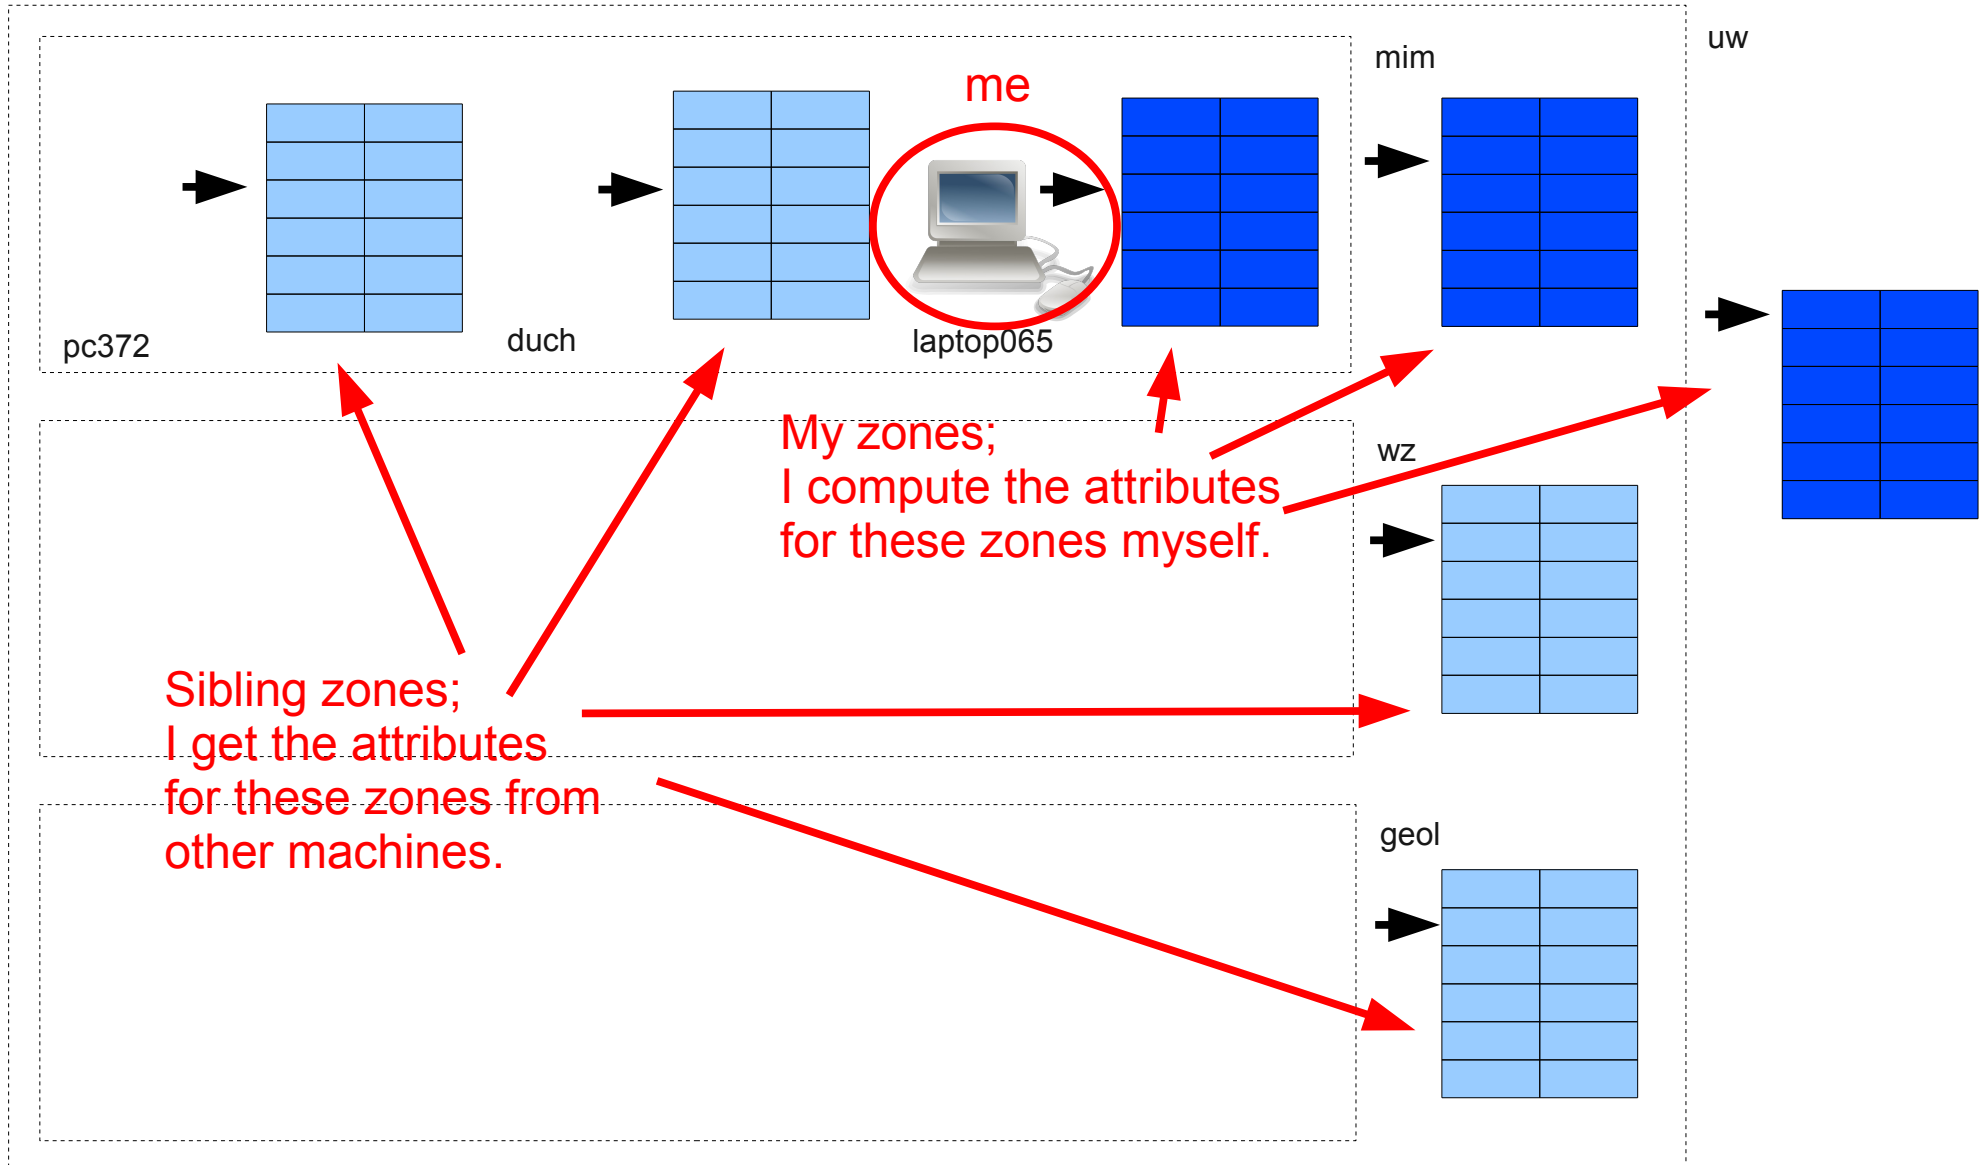 uw
mim
me
pc372
duch
laptop065
My zones;
I compute the attributes
for these zones myself.
wz
Sibling zones;
I get the attributes
for these zones from
other machines.
geol